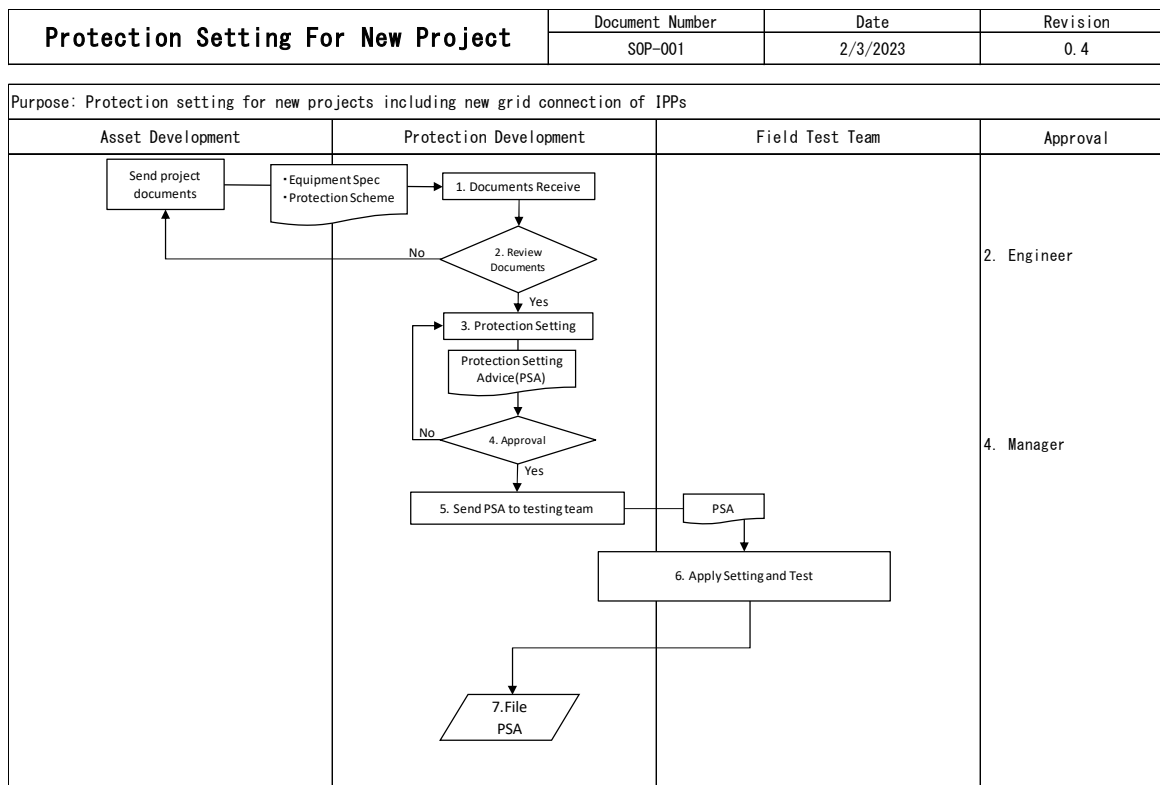 Protection Setting For New Project
Document Number
Date
Revision
SOP-001
2/3/2023
0.4
Purpose: Protection setting for new projects including new grid connection of IPPs
Asset Development
Protection Development
Field Test Team
Approval
Send project
documents
・Equipment Spec
・Protection Scheme
1. Documents Receive
No
2. Review
Documents
2. Engineer
Yes
3. Protection Setting
Protection Setting
Advice(PSA)
No
4. Approval
4. Manager
Yes
5. Send PSA to testing team
PSA
6. Apply Setting and Test
7.File
PSA